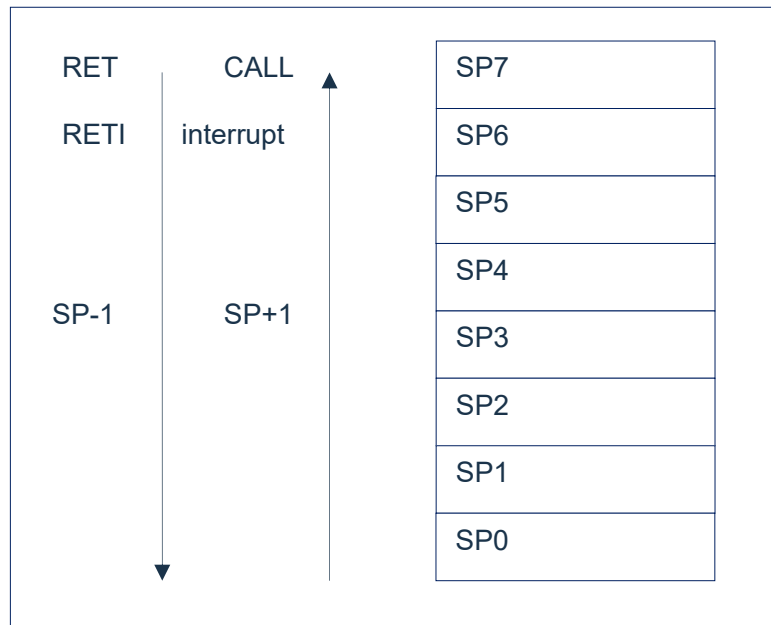 RET CALL SP7
RETI interrupt SP6
SP5
SP4
SP-1 SP+1 SP3
SP2
SP1
SP0